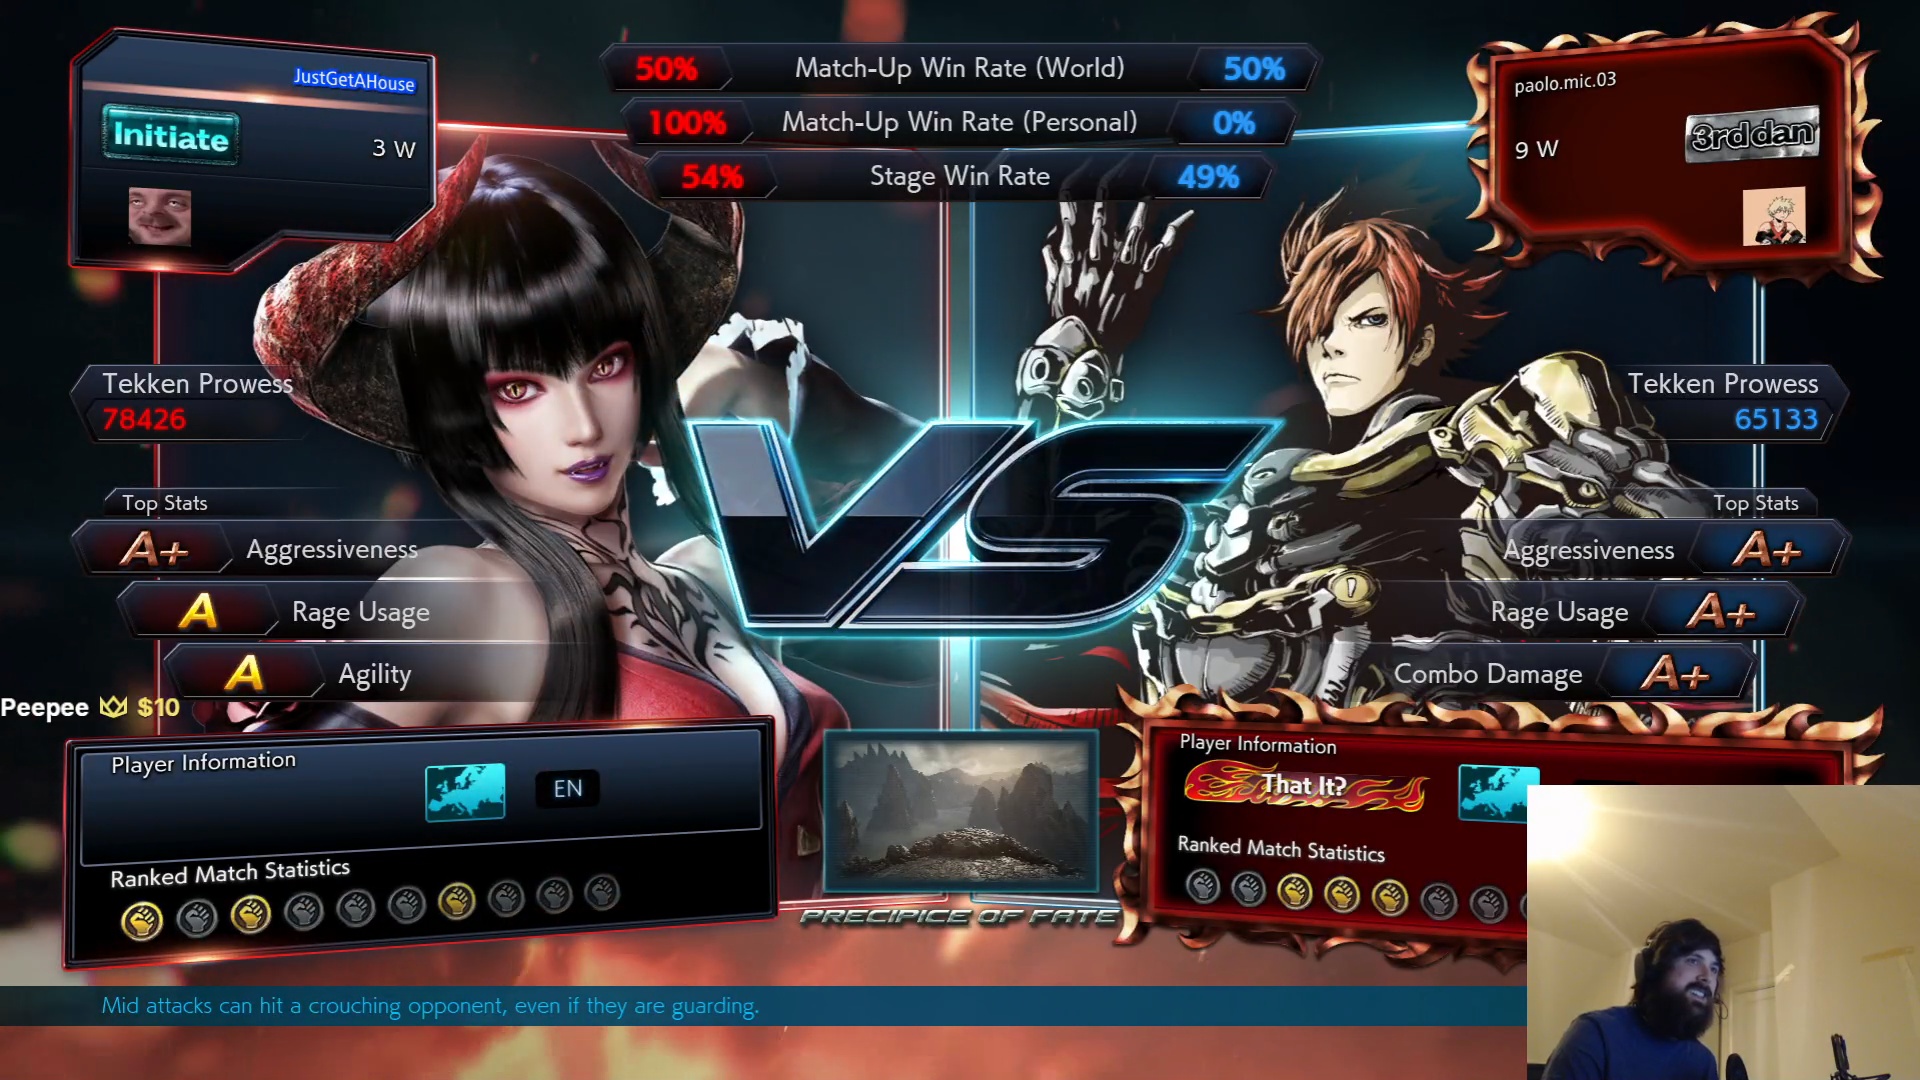 JustGetAHouse
Initiate
3 W
50% Match-Up Win Rate (World) 50%
100% Match-Up Win Rate (Personal) 0%
54% Stage Win Rate 49%
paolo.mic.03
9 W
3rd dan
Tekken Prowess
78426
Top Stats
A+ Aggressiveness
A Rage Usage
A Agility
VS
Tekken Prowess
65133
Top Stats
Aggressiveness A+
Rage Usage A+
Combo Damage A+
Peepee $10
Player Information
EN
Ranked Match Statistics
PRECIPICE OF FATE
Player Information
That It?
Ranked Match Statistics
Mid attacks can hit a crouching opponent, even if they are guarding.